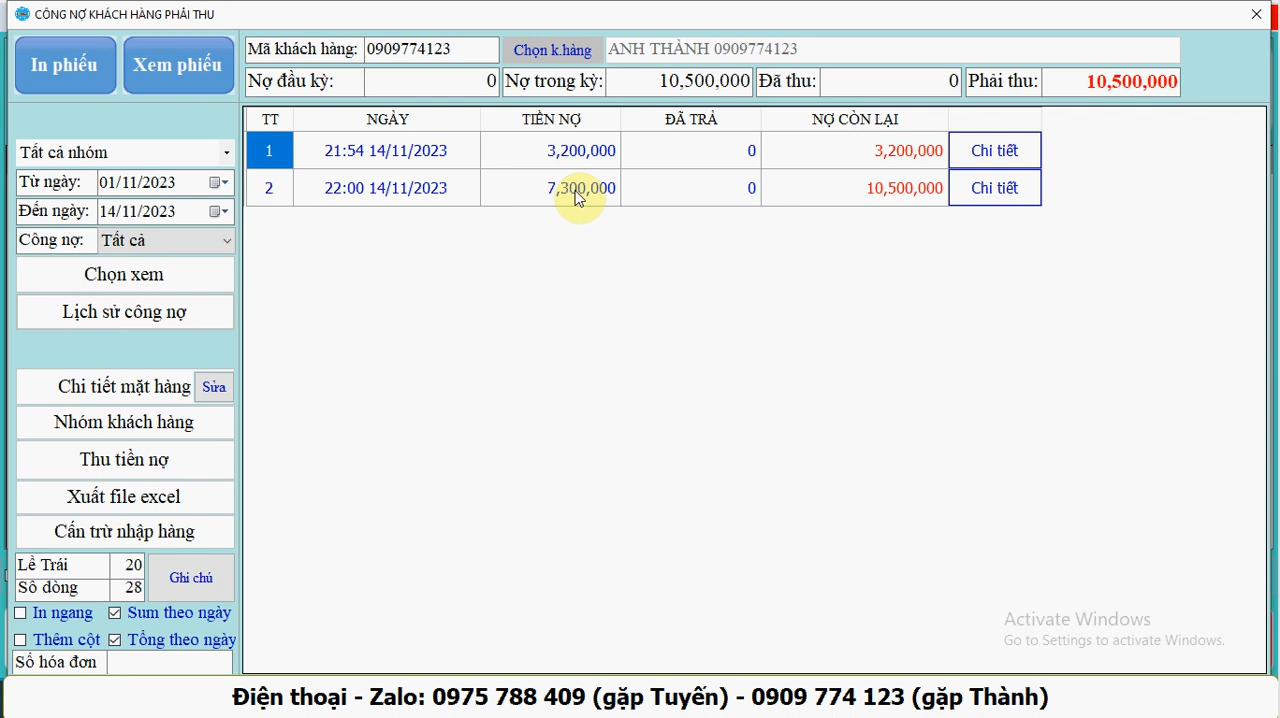 CÔNG NỢ KHÁCH HÀNG PHẢI THU
In phiếu Xem phiếu
Mã khách hàng: 0909774123 Chọn k.hàng ANH THÀNH 0909774123
Nợ đầu kỳ: 0 Nợ trong kỳ: 10,500,000 Đã thu: 0 Phải thu: 10,500,000
TT NGÀY TIỀN NỢ ĐÃ TRẢ NỢ CÒN LẠI
1 21:54 14/11/2023 3,200,000 0 3,200,000 Chi tiết
2 22:00 14/11/2023 7,300,000 0 10,500,000 Chi tiết
Tất cả nhóm
Từ ngày: 01/11/2023
Đến ngày: 14/11/2023
Công nợ: Tất cả
Chọn xem
Lịch sử công nợ
Chi tiết mặt hàng Sửa
Nhóm khách hàng
Thu tiền nợ
Xuất file excel
Cấn trừ nhập hàng
Lề Trái 20
Số dòng 28
Ghi chú
In ngang Sum theo ngày
Thêm cột Tổng theo ngày
Số hóa đơn
Activate Windows
Go to Settings to activate Windows.
Điện thoại - Zalo: 0975 788 409 (gặp Tuyến) - 0909 774 123 (gặp Thành)